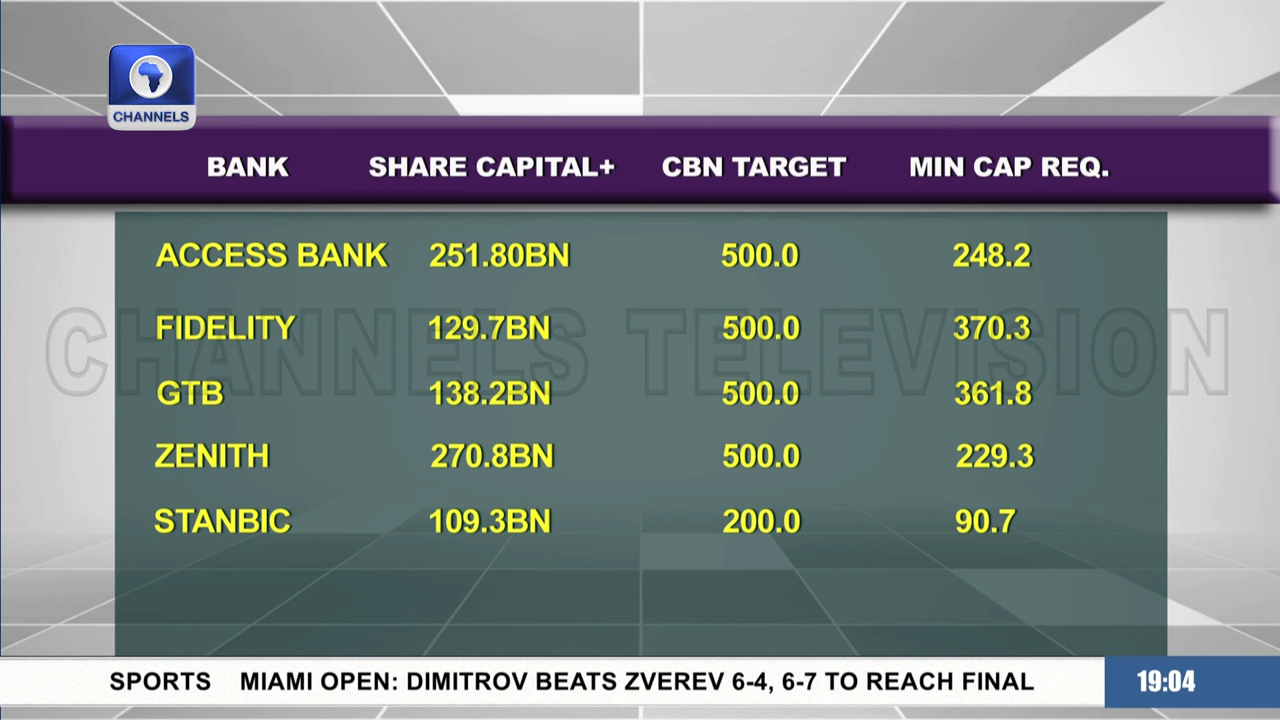 CHANNELS
BANK SHARE CAPITAL+ CBN TARGET MIN CAP REQ.
ACCESS BANK 251.80BN 500.0 248.2
FIDELITY 129.7BN 500.0 370.3
CHANNELS TELEVISION
GTB 138.2BN 500.0 361.8
ZENITH 270.8BN 500.0 229.3
STANBIC 109.3BN 200.0 90.7
SPORTS MIAMI OPEN: DIMITROV BEATS ZVEREV 6-4, 6-7 TO REACH FINAL 19:04